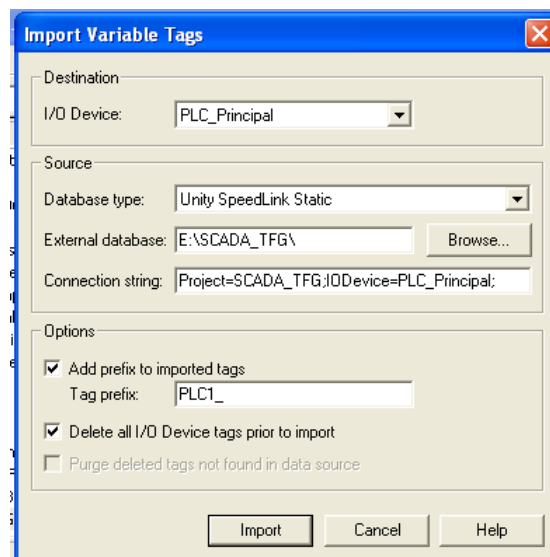 Import Variable Tags
Destination
I/O Device: PLC_Principal
Source
Database type: Unity SpeedLink Static
External database: E:\SCADA_TFG\ Browse...
Connection string: Project=SCADA_TFG;IODevice=PLC_Principal;
Options
Add prefix to imported tags
Tag prefix: PLC1_
Delete all I/O Device tags prior to import
Purge deleted tags not found in data source
Import Cancel Help